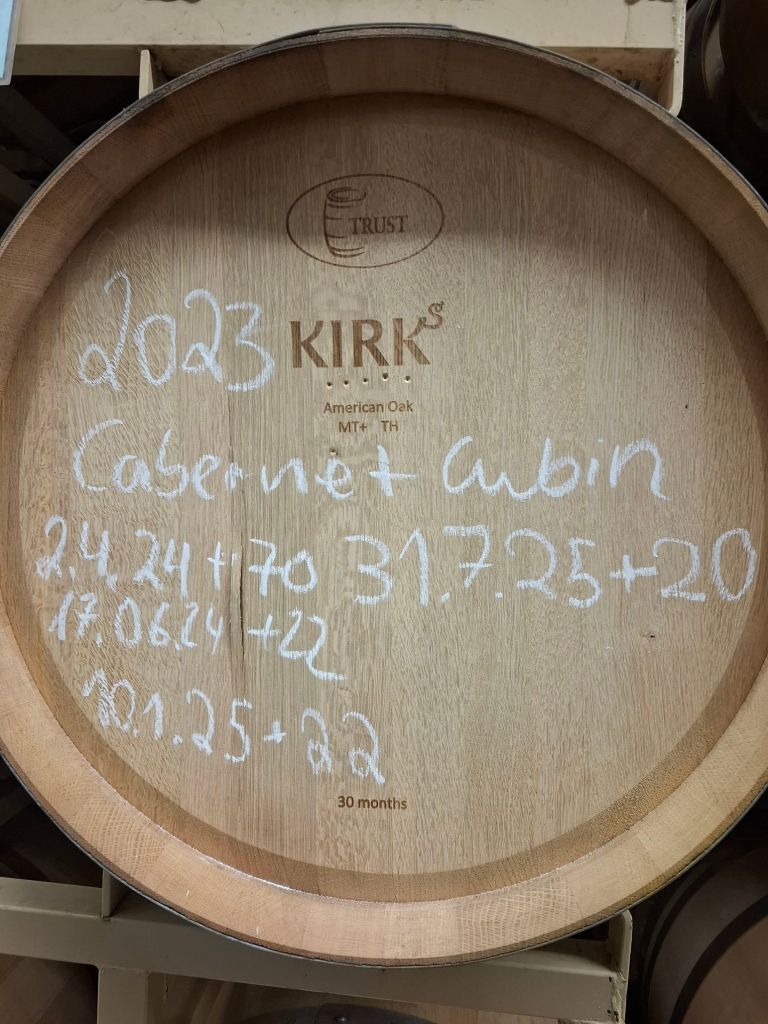 TRUST
2023
KIRKS
American Oak
MT+ TH
Cabernet Cubin
2.4.24 + 70
31.7.25+20
17.06.24 +22
10.1.25+22
30 months